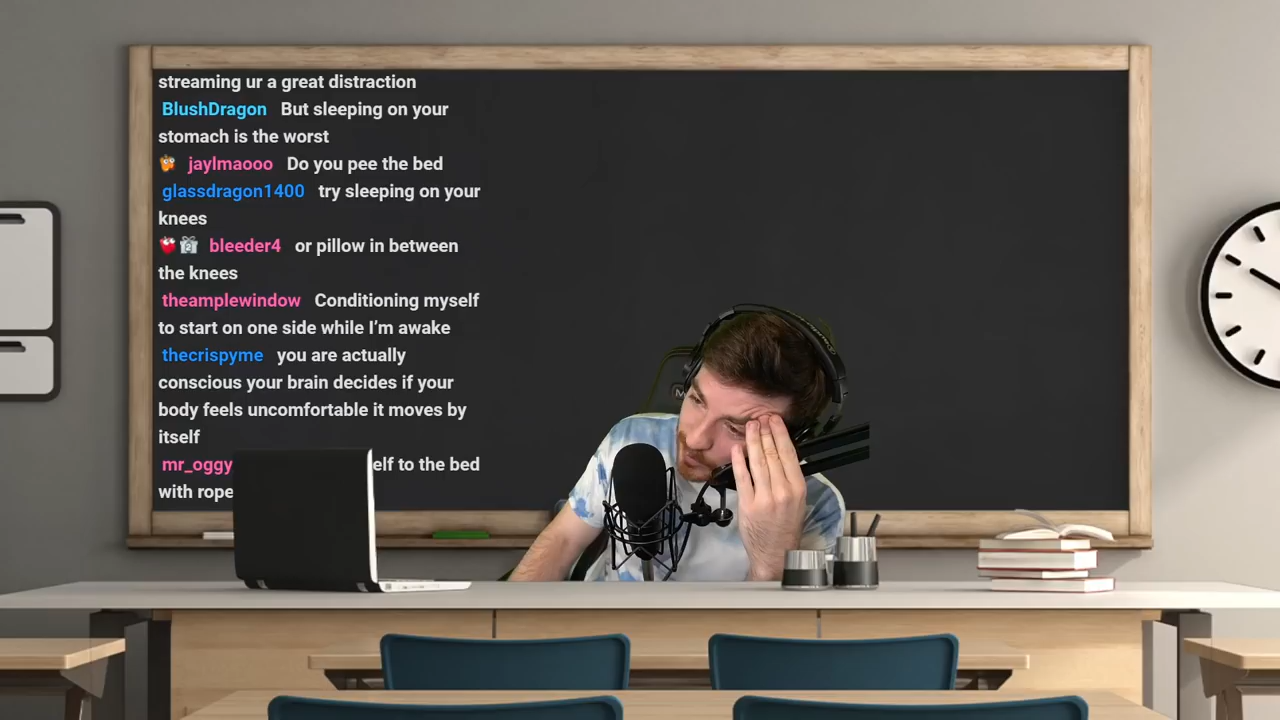 streaming ur a great distraction
BlushDragon But sleeping on your
stomach is the worst
jaylmaooo Do you pee the bed
glassdragon1400 try sleeping on your
knees
bleeder4 or pillow in between
the knees
theamplewindow Conditioning myself
to start on one side while I'm awake
thecrispyme you are actually
conscious your brain decides if your
body feels uncomfortable it moves by
itself
mr_oggy elf to the bed
with rope